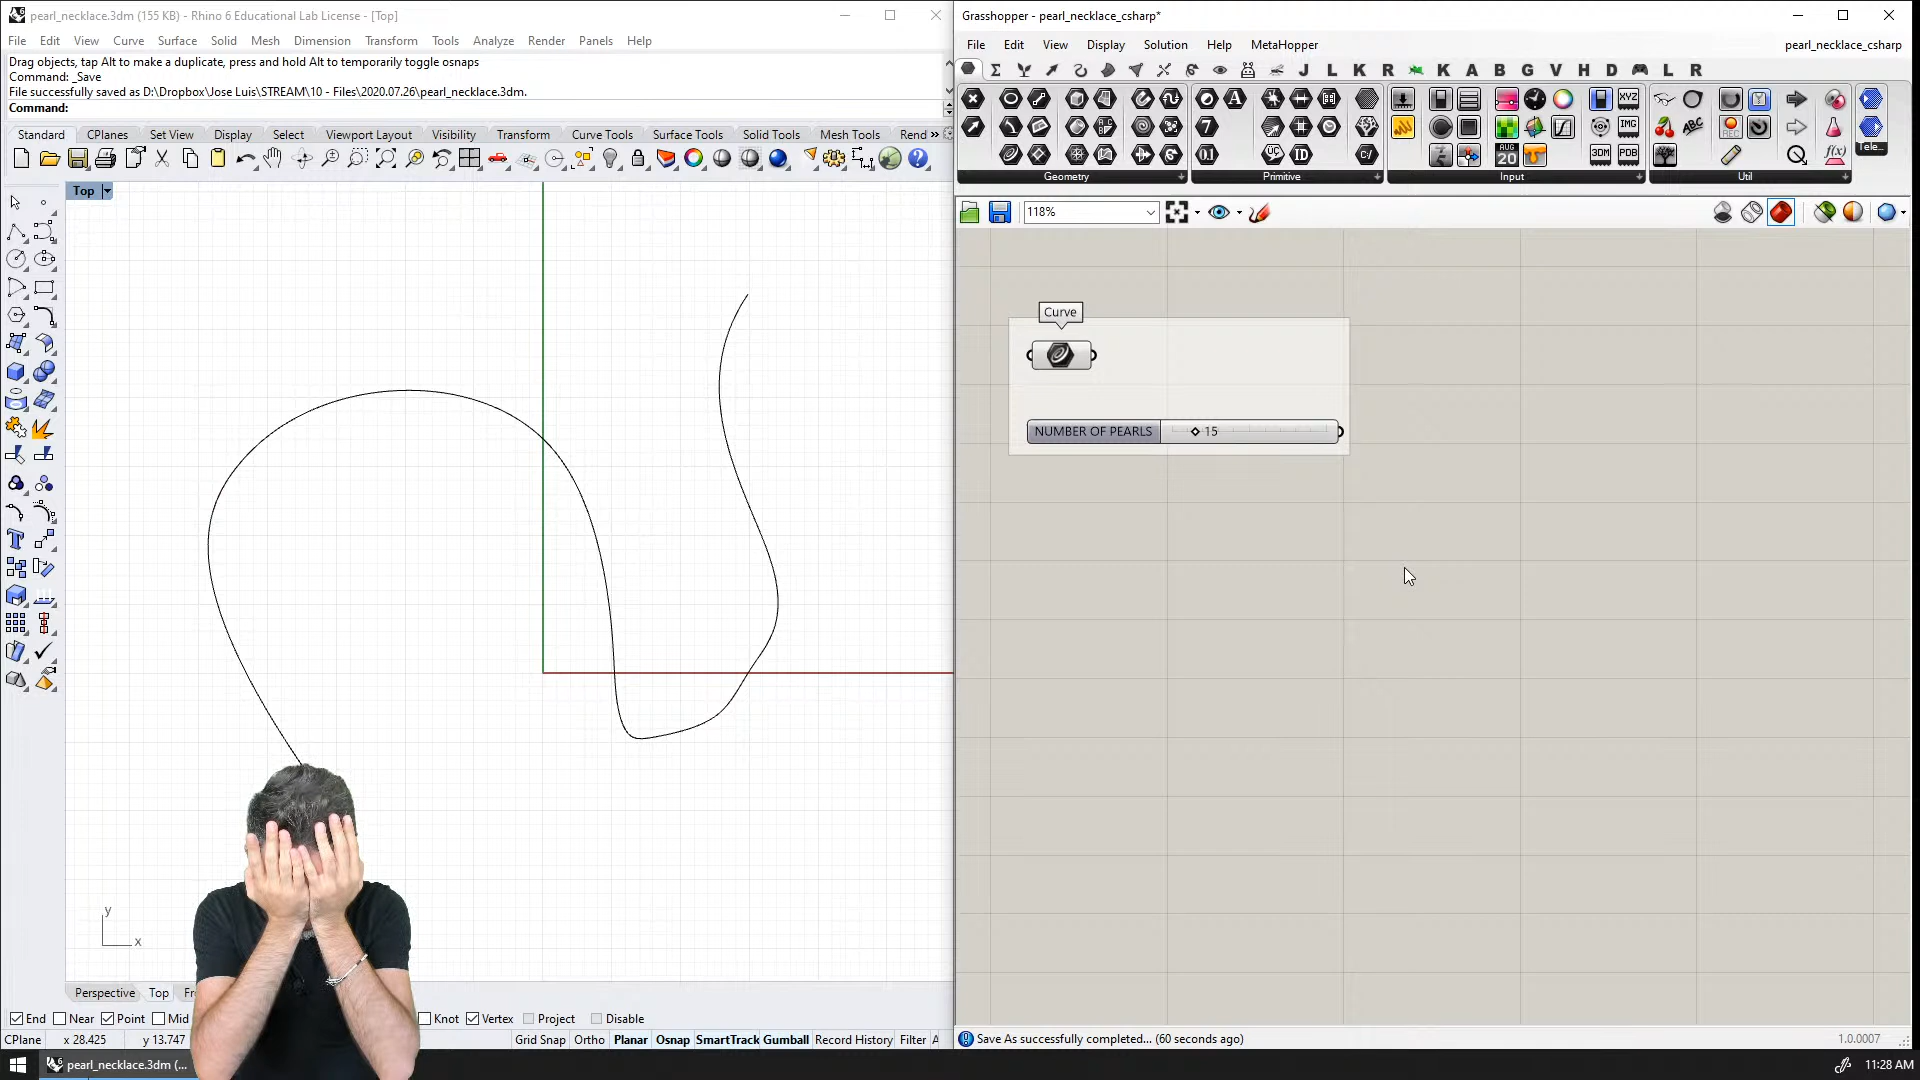 pearl_necklace.3dm (155 KB) - Rhino 6 Educational Lab License - [Top]
File Edit View Curve Surface Solid Mesh Dimension Transform Tools Analyze Render Panels Help
Drag objects, tap Alt to make a duplicate, press and hold Alt to temporarily toggle osnaps
Command: _Save
File successfully saved as D:\Dropbox\Jose Luis\STREAM\10 - Files\2020.07.26\pearl_necklace.3dm.
Command:
Standard CPlanes Set View Display Select Viewport Layout Visibility Transform Curve Tools Surface Tools Solid Tools Mesh Tools Rend »
Top
y
x
Perspective Top Fr
End Near Point Mid Knot Vertex Project Disable
CPlane x 28.425 y 13.747 Grid Snap Ortho Planar Osnap SmartTrack Gumball Record History Filter A
pearl_necklace.3dm (...
Grasshopper - pearl_necklace_csharp*
File Edit View Display Solution Help MetaHopper pearl_necklace_csharp
J L K R K A B G V H D L R
Geometry Primitive Input Util
Tele...
118%
Curve
NUMBER OF PEARLS 15
Save As successfully completed... (60 seconds ago) 1.0.0007
11:28 AM